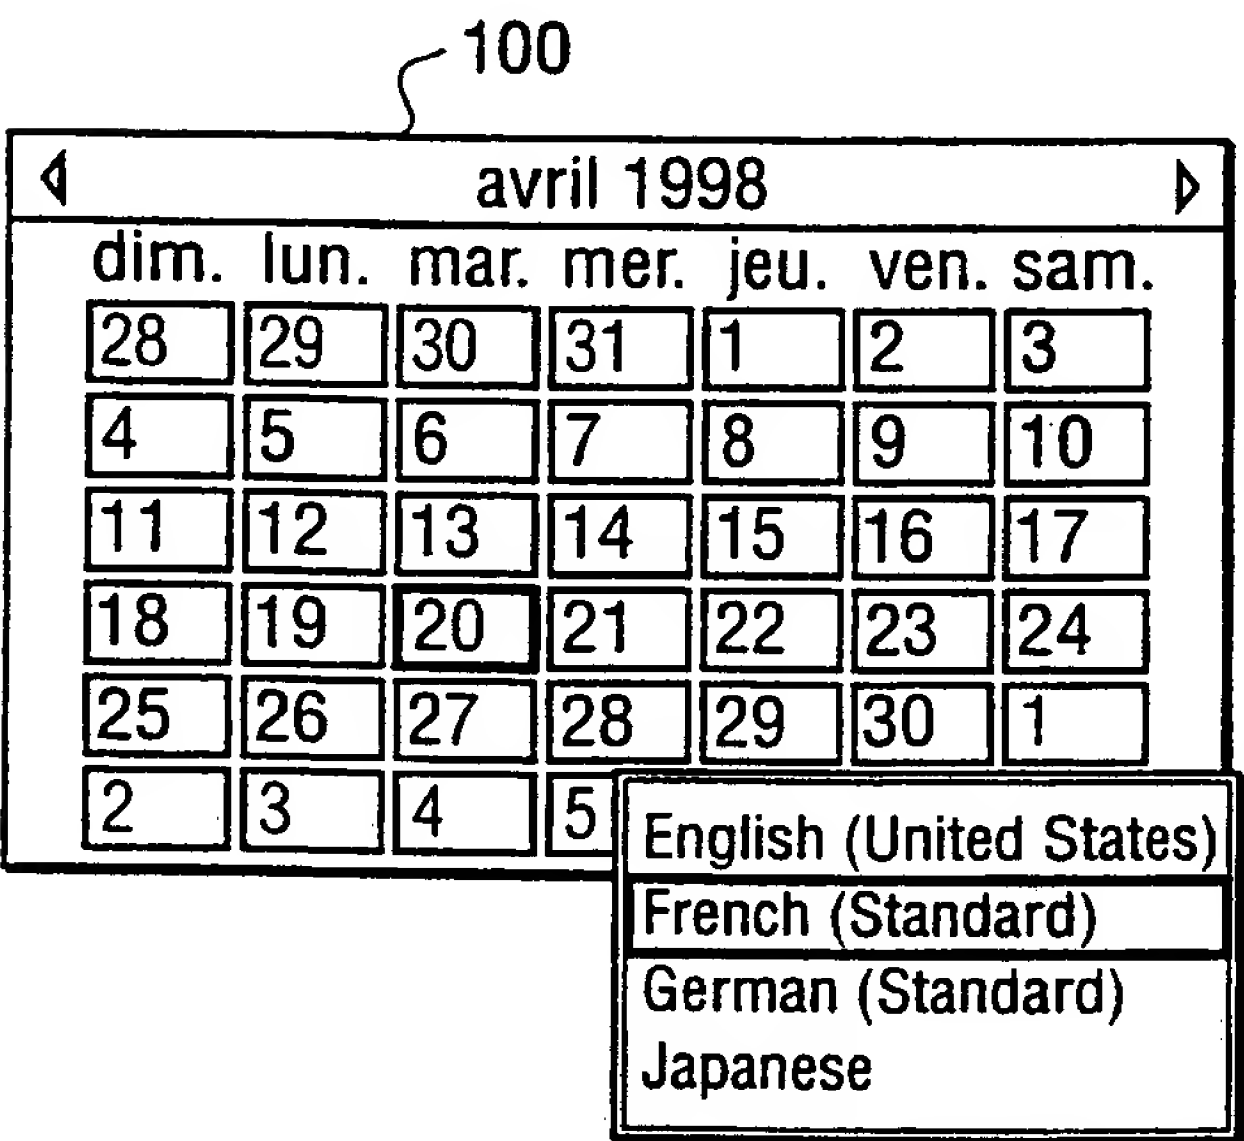 100
avril 1998
dim. lun. mar. mer. jeu. ven. sam.
28 29 30 31 1 2 3
4 5 6 7 8 9 10
11 12 13 14 15 16 17
18 19 20 21 22 23 24
25 26 27 28 29 30 1
2 3 4 5
English (United States)
French (Standard)
German (Standard)
Japanese